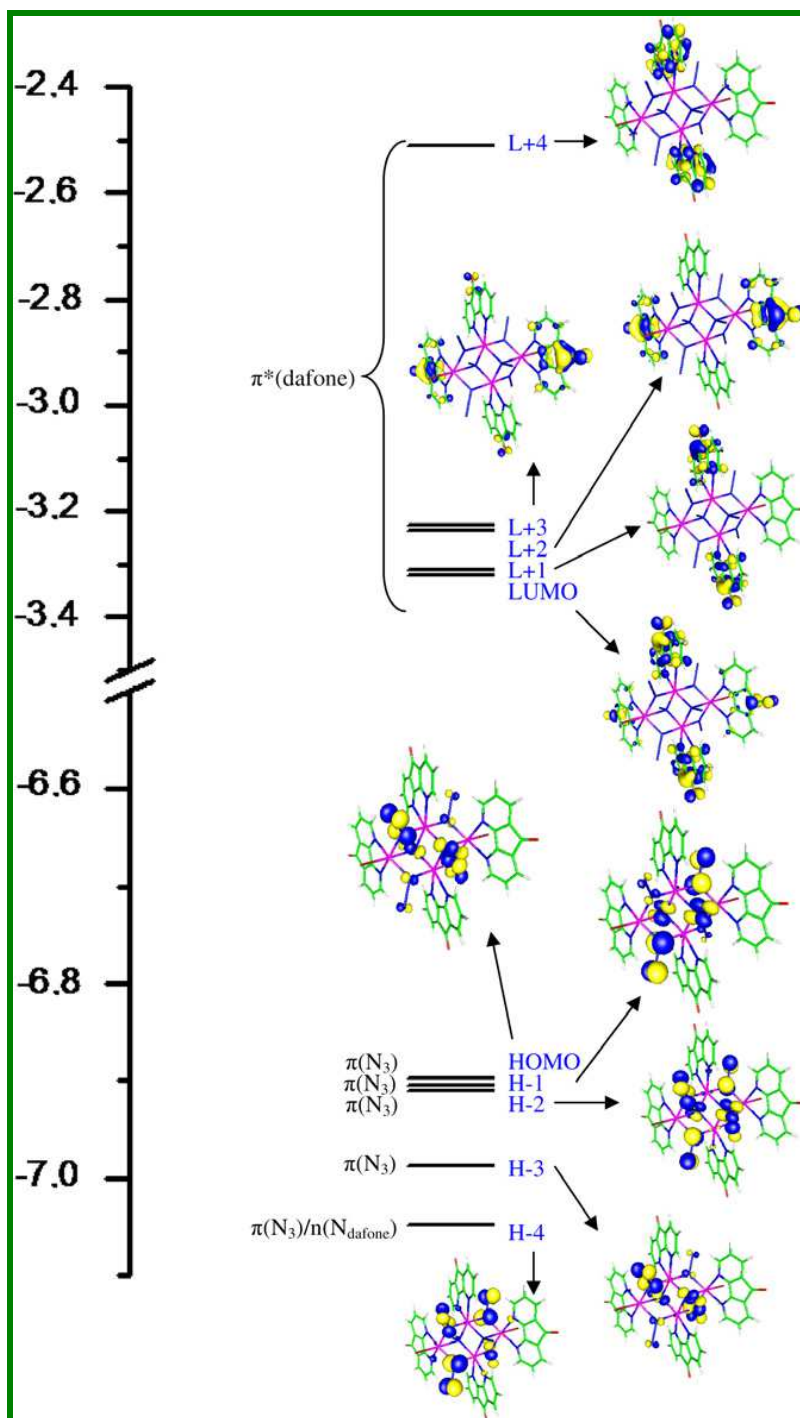 -2.4
L+4
-2.6
-2.8
π*(dafone)
-3.0
-3.2
L+3
L+2
L+1
LUMO
-3.4
-6.6
-6.8
π(N₃) HOMO
π(N₃) H-1
π(N₃) H-2
π(N₃) H-3
-7.0
π(N₃)/n(N_dafone) H-4